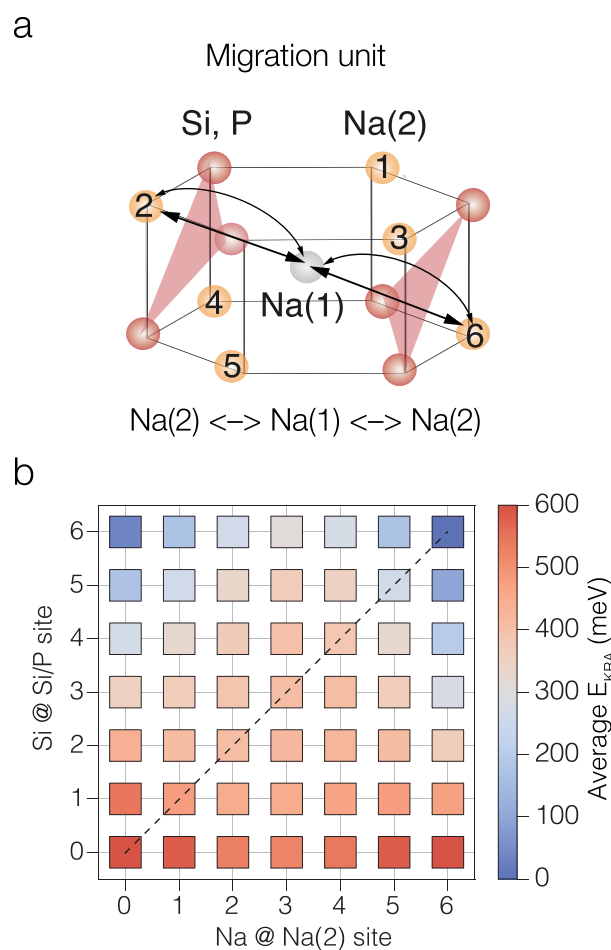 a
Migration unit
Si, P
Na(2)
1
2
3
Na(1)
4
5
6
Na(2) <–> Na(1) <–> Na(2)
b
6
5
4
3
2
1
0
Si @ Si/P site
0 1 2 3 4 5 6
Na @ Na(2) site
600
500
400
300
200
100
0
Average E_KRA (meV)